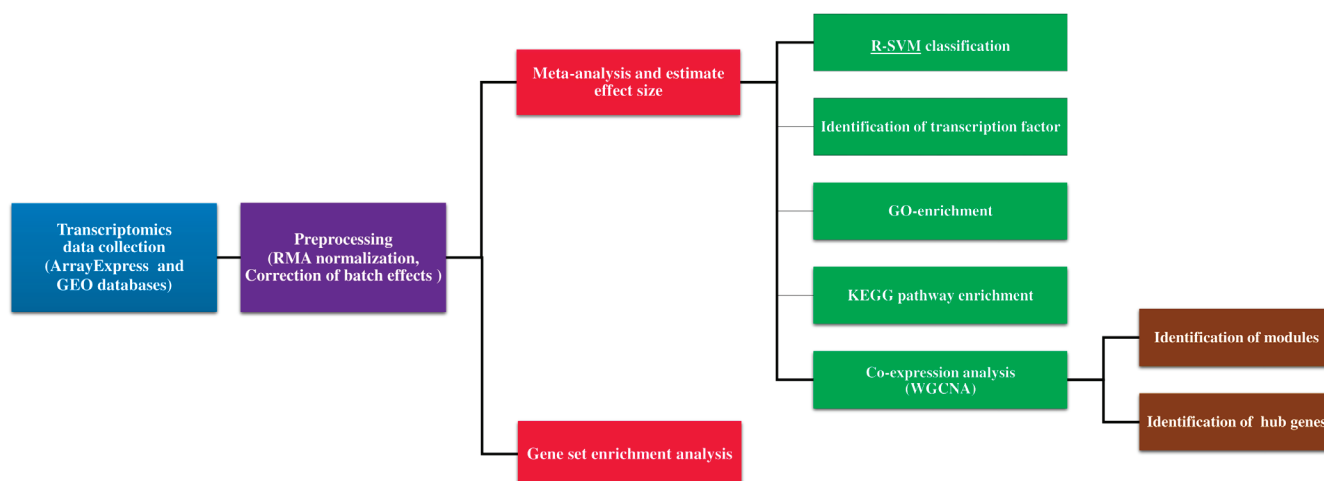 Transcriptomics
data collection
(ArrayExpress and
GEO databases)
Preprocessing
(RMA normalization,
Correction of batch effects )
Meta-analysis and estimate
effect size
Gene set enrichment analysis
R-SVM classification
Identification of transcription factor
GO-enrichment
KEGG pathway enrichment
Co-expression analysis
(WGCNA)
Identification of modules
Identification of hub genes